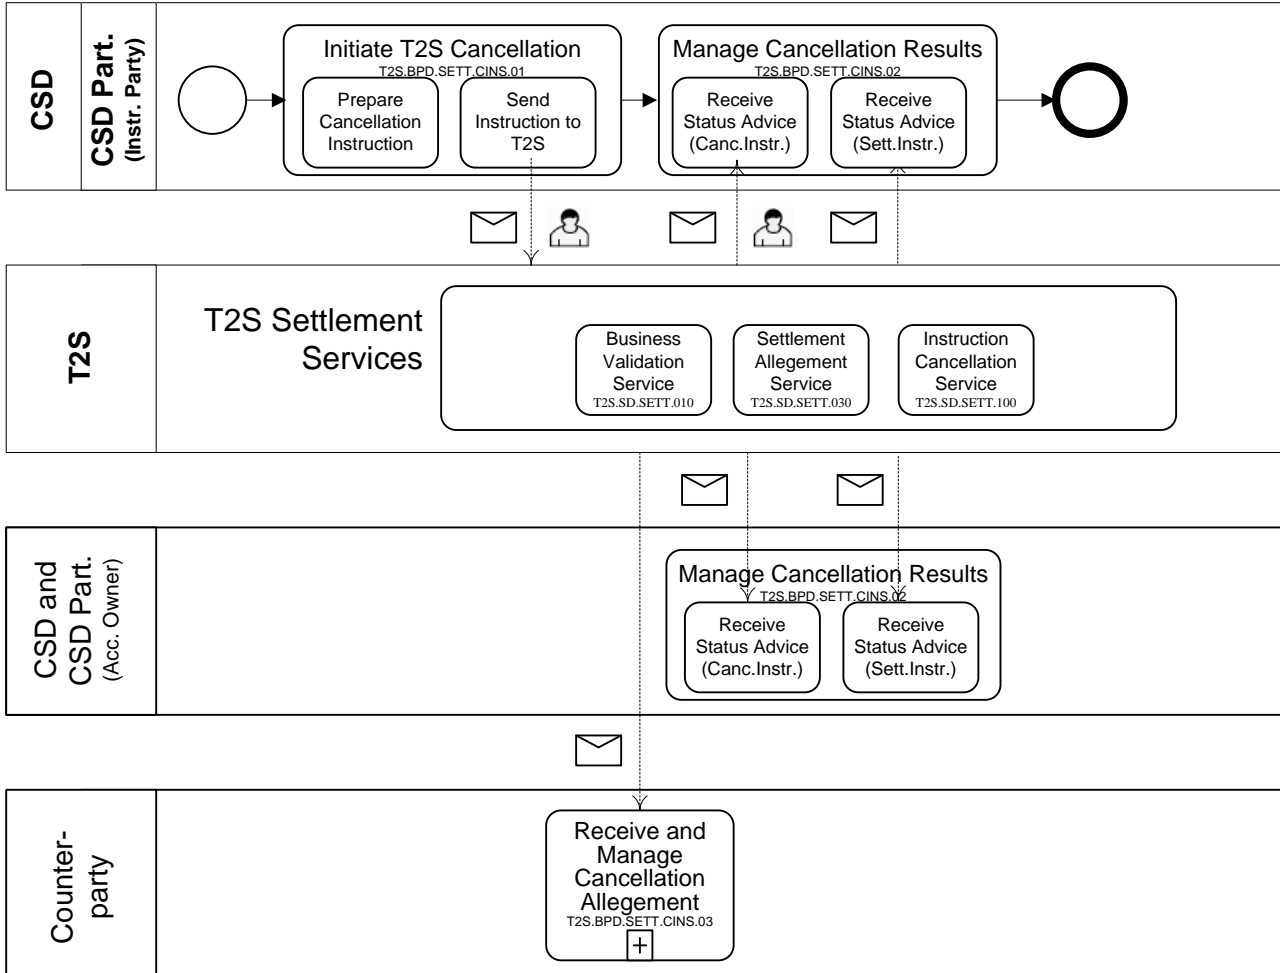 CSD
CSD Part.
(Instr. Party)
Initiate T2S Cancellation
T2S.BPD.SETT.CINS.01
Prepare
Cancellation
Instruction
Send
Instruction to
T2S
Manage Cancellation Results
T2S.BPD.SETT.CINS.02
Receive
Status Advice
(Canc.Instr.)
Receive
Status Advice
(Sett.Instr.)
T2S
T2S Settlement
Services
Business
Validation
Service
T2S.SD.SETT.010
Settlement
Allegement
Service
T2S.SD.SETT.030
Instruction
Cancellation
Service
T2S.SD.SETT.100
CSD and
CSD Part.
(Acc. Owner)
Manage Cancellation Results
T2S.BPD.SETT.CINS.02
Receive
Status Advice
(Canc.Instr.)
Receive
Status Advice
(Sett.Instr.)
Counter-
party
Receive and
Manage
Cancellation
Allegement
T2S.BPD.SETT.CINS.03